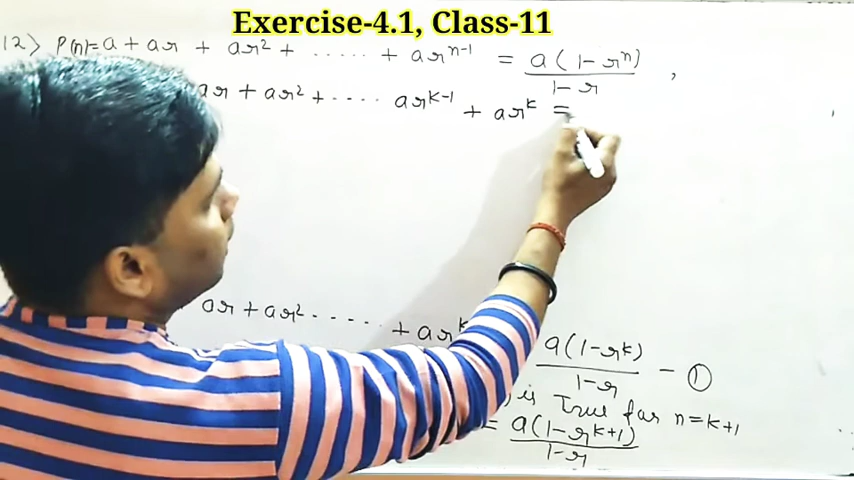 Exercise-4.1, Class-11
12> P(n)= a + ar + ar² + ...... + arⁿ⁻¹ = a(1-rⁿ)/1-r ,
ar + ar² + .... arᵏ⁻¹ + arᵏ =
ar + ar² ...... + arᵏ a(1-rᵏ)/1-r - ①
is True for n=k+1
= a(1-rᵏ⁺¹)/1-r